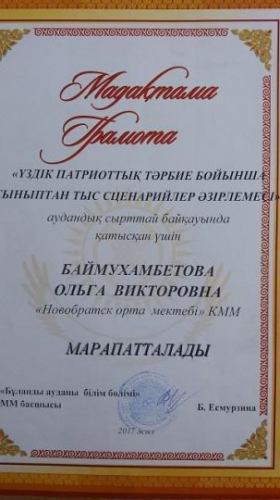 Мадақтама
Грамота
«ҮЗДІК ПАТРИОТТЫҚ ТӘРБИЕ БОЙЫНША
СЫНЫПТАН ТЫС СЦЕНАРИЙЛЕР ӘЗІРЛЕМЕСІ»
аудандық сырттай байқауында
қатысқан үшін
БАЙМУХАМБЕТОВА
ОЛЬГА ВИКТОРОВНА
«Новобратск орта мектебі» КММ
МАРАПАТТАЛАДЫ
«Бұланды ауданы білім бөлімі»
ММ басшысы
Б. Есмурзина
2017 жыл